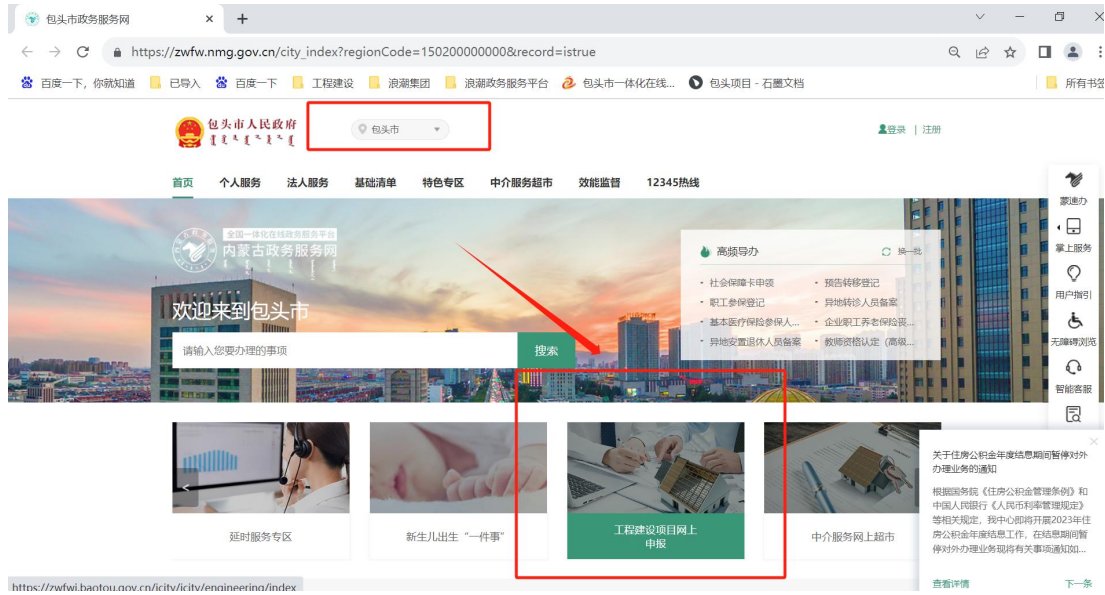 包头市政务服务网
https://zwfw.nmg.gov.cn/city_index?regionCode=150200000000&record=istrue
百度一下，你就知道
已导入
百度一下
工程建设
浪潮集团
浪潮政务服务平台
包头市一体化在线...
包头项目 - 石墨文档
所有书签
包头市人民政府
包头市
登录 | 注册
首页
个人服务
法人服务
基础清单
特色专区
中介服务超市
效能监督
12345热线
全国一体化在线政务服务平台
内蒙古政务服务网
欢迎来到包头市
请输入您要办理的事项
搜索
高频导办
换一批
· 社会保障卡申领
· 预告转移登记
· 职工参保登记
· 异地转诊人员备案
· 基本医疗保险参保人...
· 企业职工养老保险丧...
· 异地安置退休人员备案
· 教师资格认定（高级...
蒙速办
掌上服务
用户指引
无障碍浏览
智能客服
延时服务专区
新生儿出生“一件事”
工程建设项目网上
申报
中介服务网上超市
关于住房公积金年度结息期间暂停对外
办理业务的通知
根据国务院《住房公积金管理条例》和
中国人民银行《人民币利率管理规定》
等相关规定，我中心即将开展2023年住
房公积金年度结息工作，在结息期间暂
停对外办理业务现将有关事项通知如...
查看详情
下一条
https://zwfwi.baotou.gov.cn/icity/icity/engineering/index